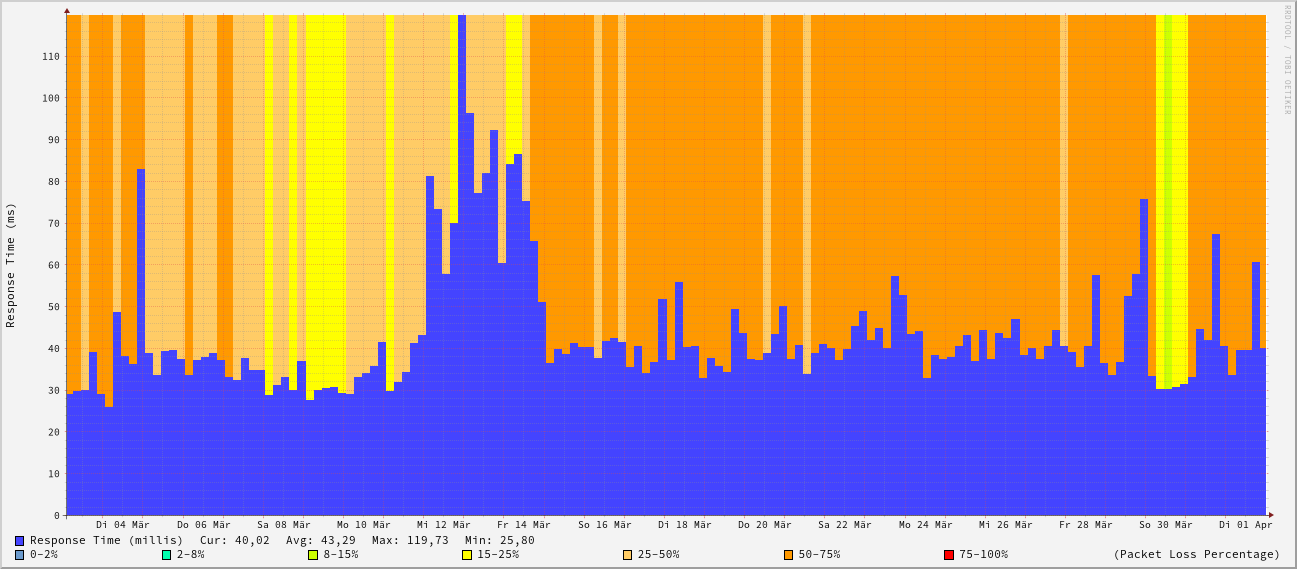 RRDTOOL / TOBI OETIKER
Response Time (ms)
110
100
90
80
70
60
50
40
30
20
10
0
Di 04 Mär Do 06 Mär Sa 08 Mär Mo 10 Mär Mi 12 Mär Fr 14 Mär So 16 Mär Di 18 Mär Do 20 Mär Sa 22 Mär Mo 24 Mär Mi 26 Mär Fr 28 Mär So 30 Mär Di 01 Apr
Response Time (millis) Cur: 40,02 Avg: 43,29 Max: 119,73 Min: 25,80
0-2% 2-8% 8-15% 15-25% 25-50% 50-75% 75-100% (Packet Loss Percentage)